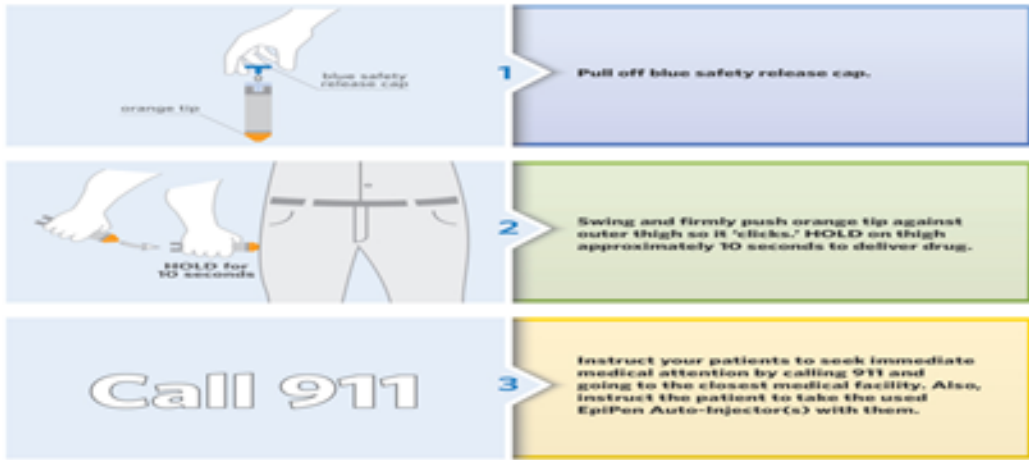 blue safety
release cap
orange tip
1
Pull off blue safety release cap.
HOLD for
10 seconds
2
Swing and firmly push orange tip against
outer thigh so it ‘clicks.’ HOLD on thigh
approximately 10 seconds to deliver drug.
Call 911
3
Instruct your patients to seek immediate
medical attention by calling 911 and
going to the closest medical facility. Also,
instruct the patient to take the used
EpiPen Auto-Injector(s) with them.